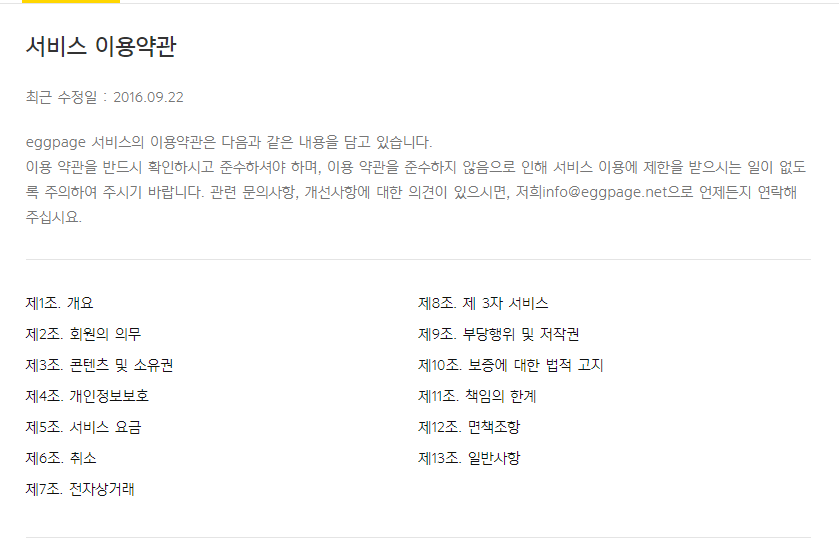 서비스 이용약관
최근 수정일 : 2016.09.22
eggpage 서비스의 이용약관은 다음과 같은 내용을 담고 있습니다.
이용 약관을 반드시 확인하시고 준수하셔야 하며, 이용 약관을 준수하지 않음으로 인해 서비스 이용에 제한을 받으시는 일이 없도
록 주의하여 주시기 바랍니다. 관련 문의사항, 개선사항에 대한 의견이 있으시면, 저희info@eggpage.net으로 언제든지 연락해
주십시요.
제1조. 개요
제2조. 회원의 의무
제3조. 콘텐츠 및 소유권
제4조. 개인정보보호
제5조. 서비스 요금
제6조. 취소
제7조. 전자상거래
제8조. 제 3자 서비스
제9조. 부당행위 및 저작권
제10조. 보증에 대한 법적 고지
제11조. 책임의 한계
제12조. 면책조항
제13조. 일반사항